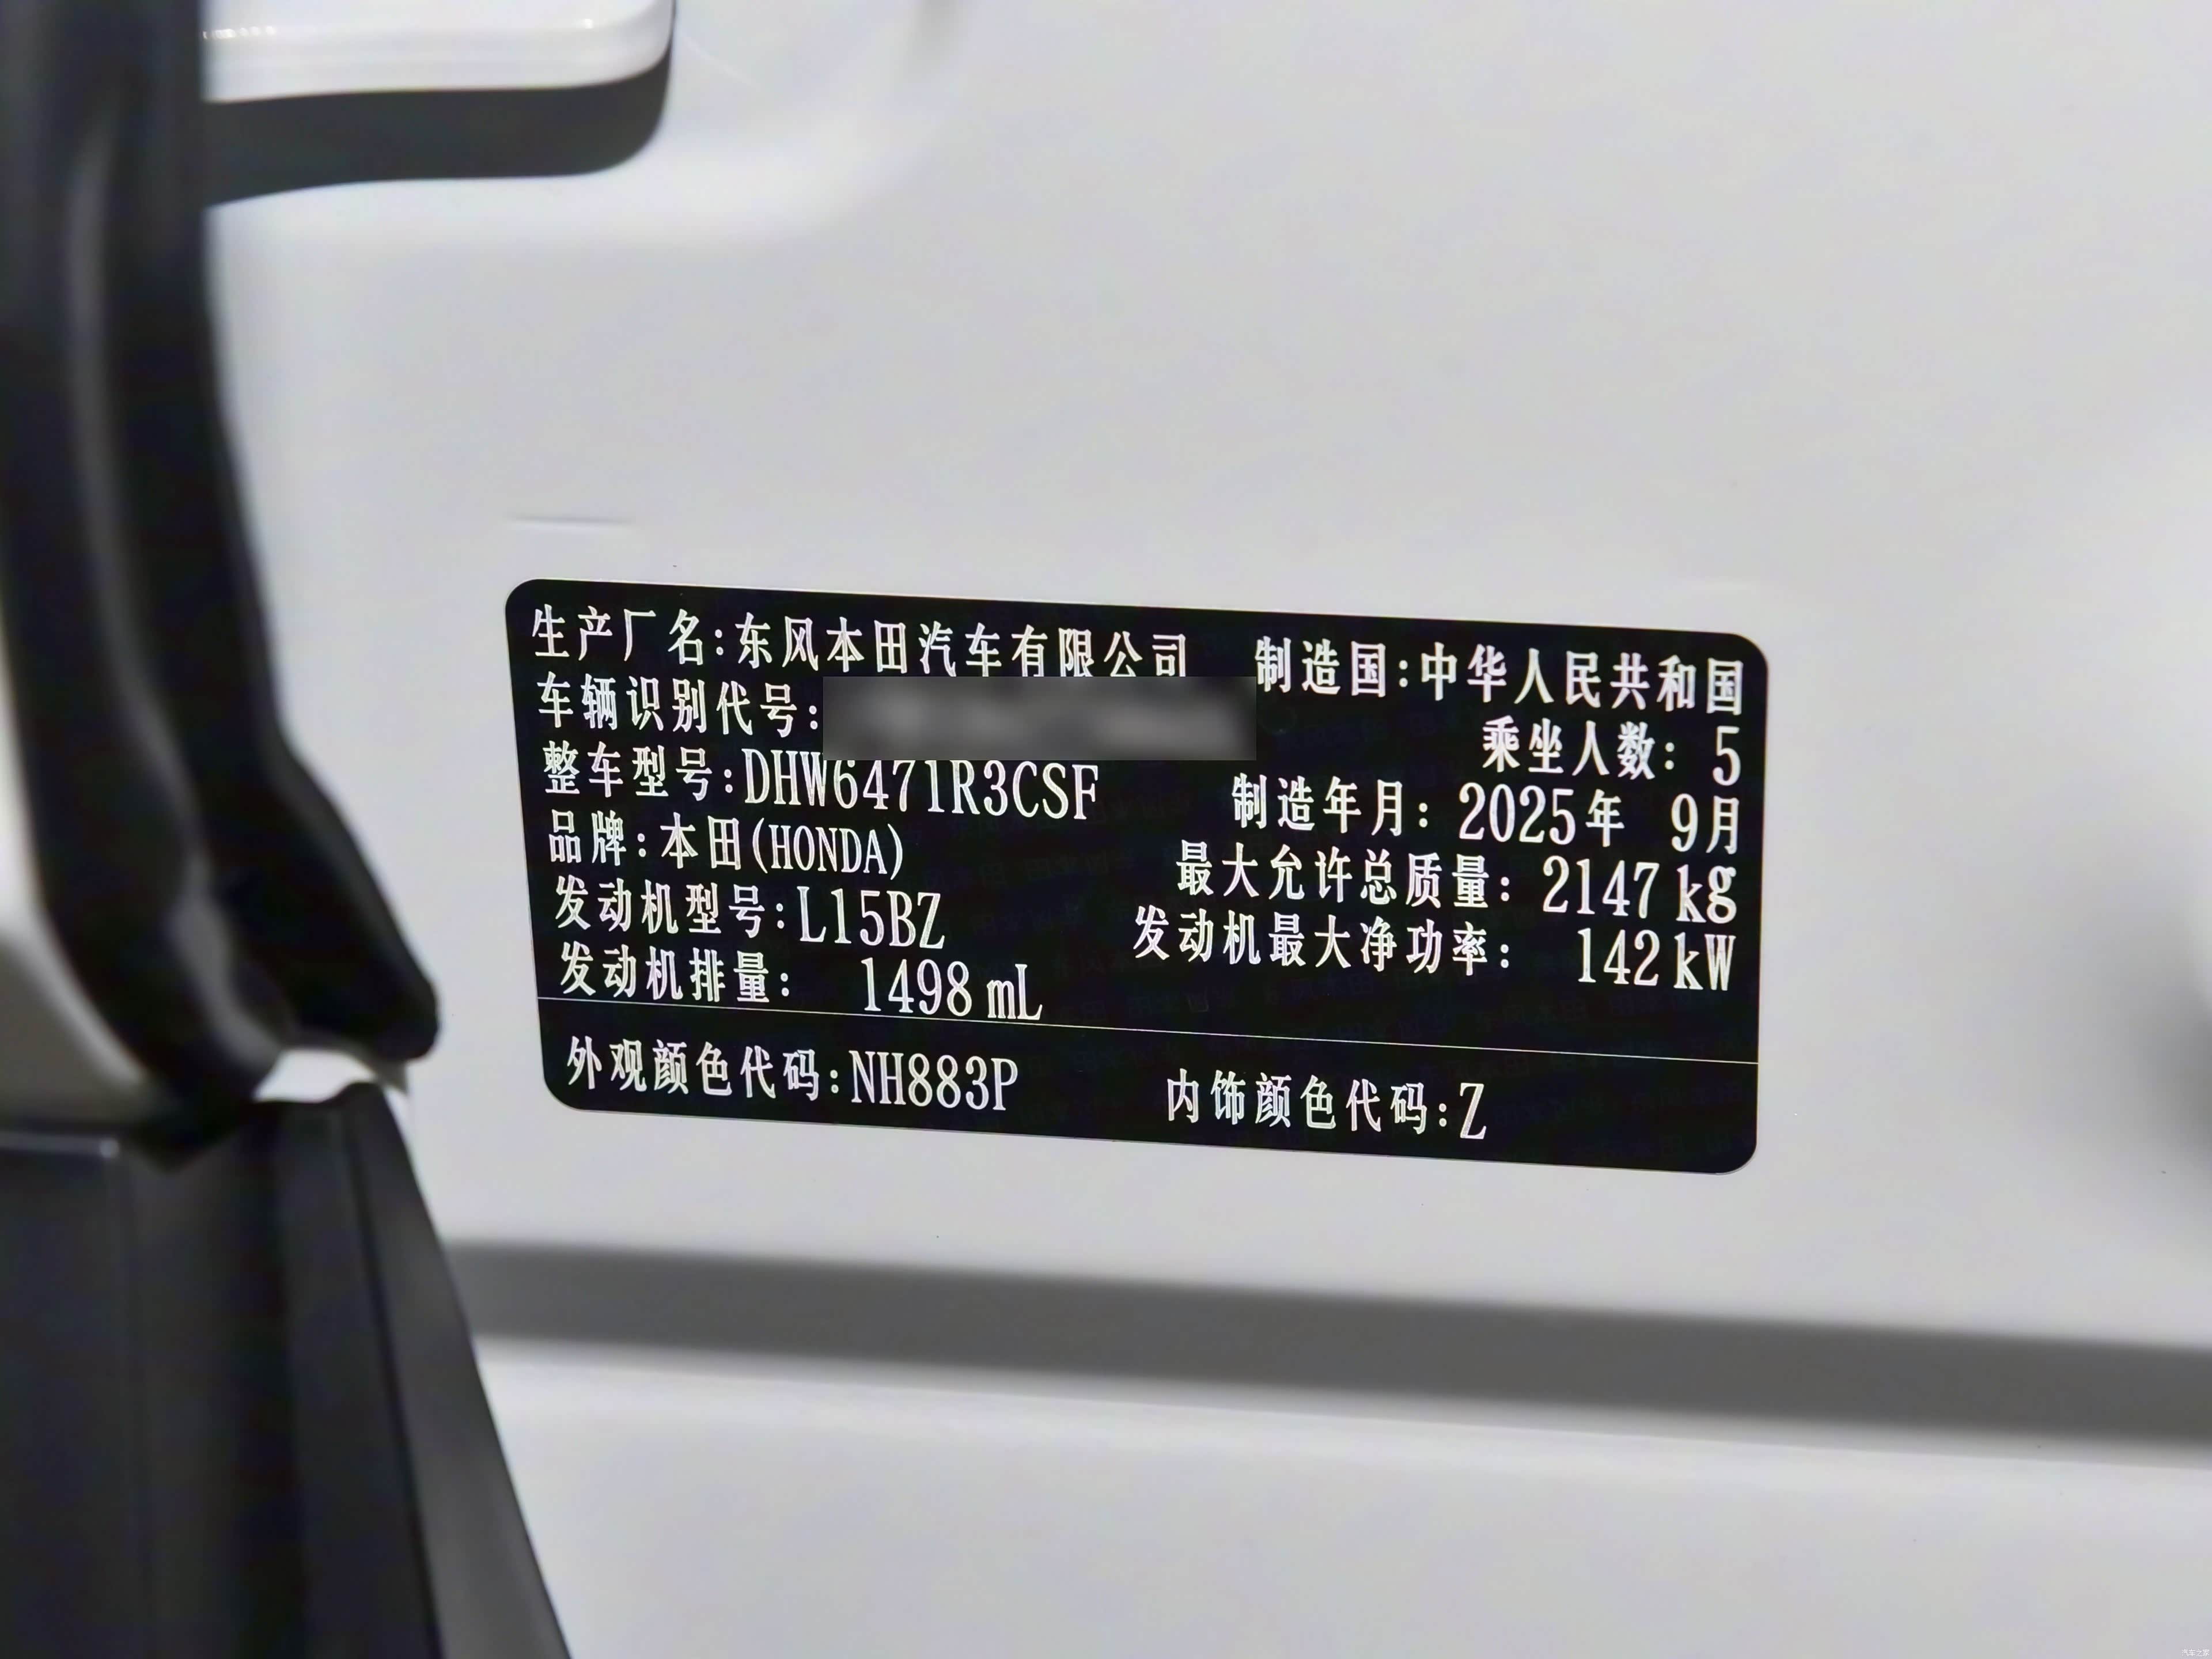 生产厂名:东风本田汽车有限公司 制造国:中华人民共和国
车辆识别代号: 乘坐人数: 5
整车型号:DHW6471R3CSF 制造年月: 2025年 9月
品牌:本田(HONDA) 最大允许总质量: 2147 kg
发动机型号:L15BZ 发动机最大净功率: 142 kW
发动机排量: 1498 mL
外观颜色代码:NH883P 内饰颜色代码:Z
汽车之家